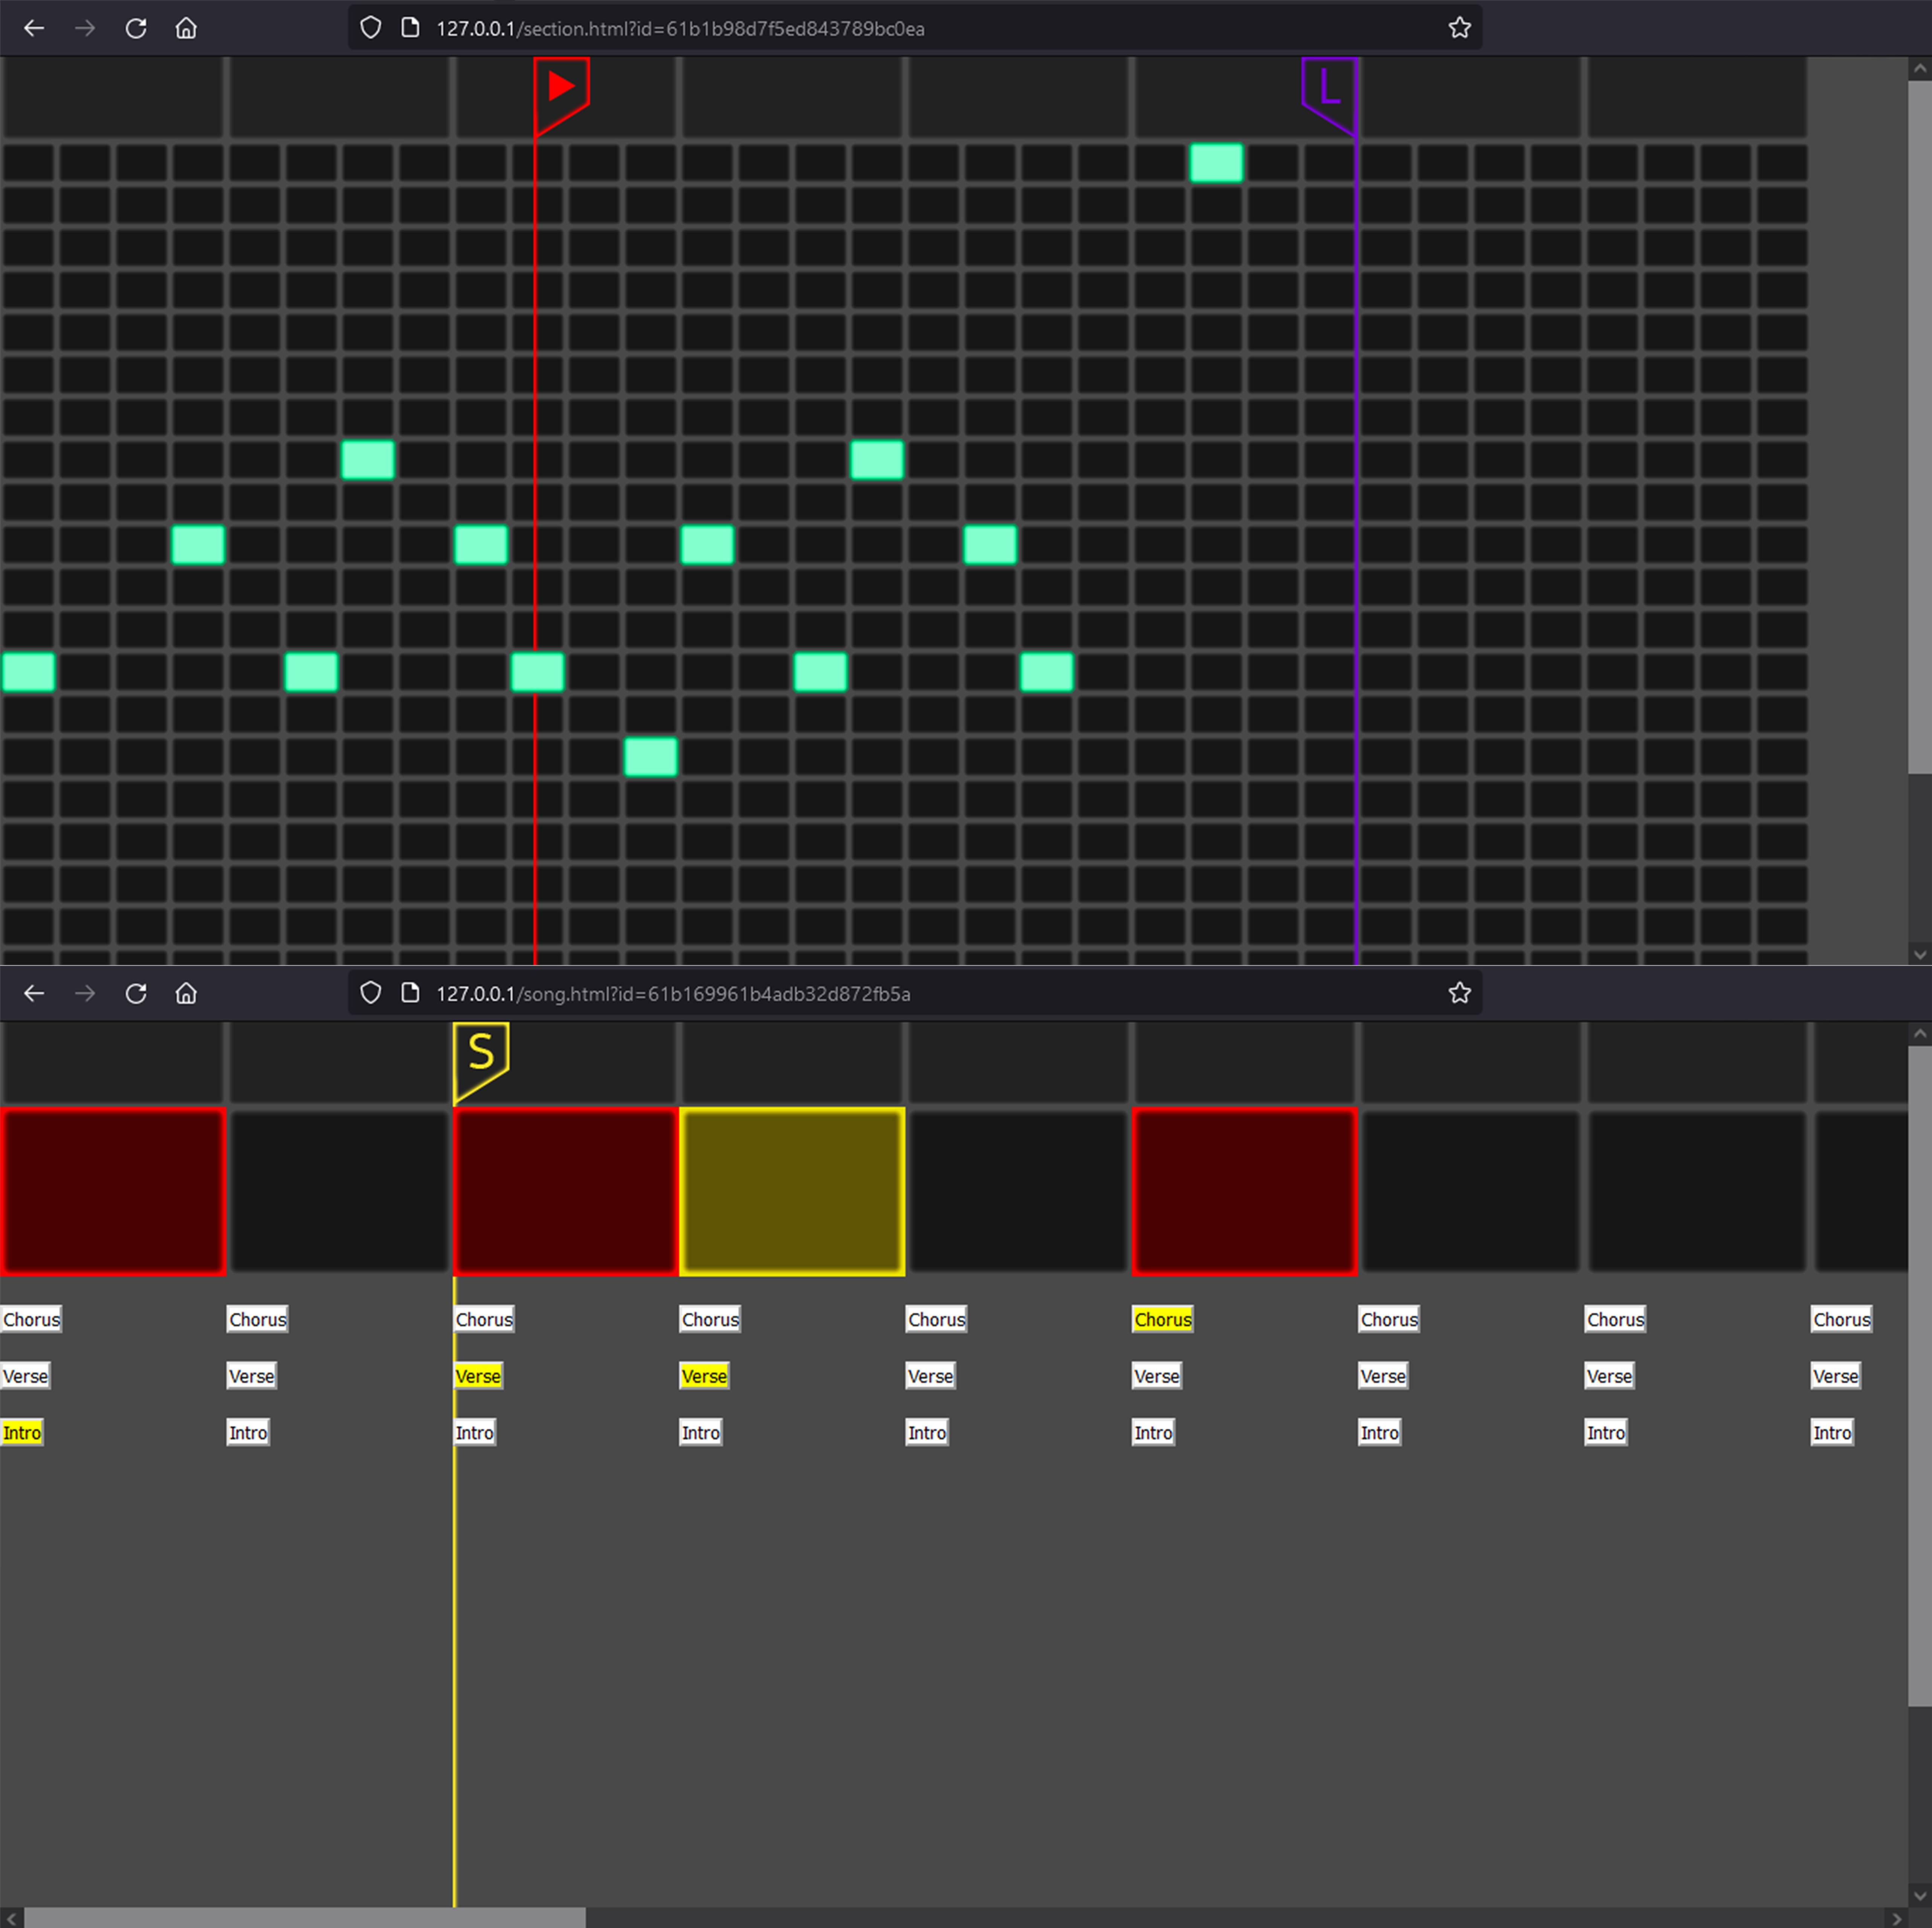 127.0.0.1/section.html?id=61b1b98d7f5ed843789bc0ea
L
127.0.0.1/song.html?id=61b169961b4adb32d872fb5a
S
Chorus Chorus Chorus Chorus Chorus Chorus Chorus Chorus Chorus
Verse Verse Verse Verse Verse Verse Verse Verse Verse
Intro Intro Intro Intro Intro Intro Intro Intro Intro